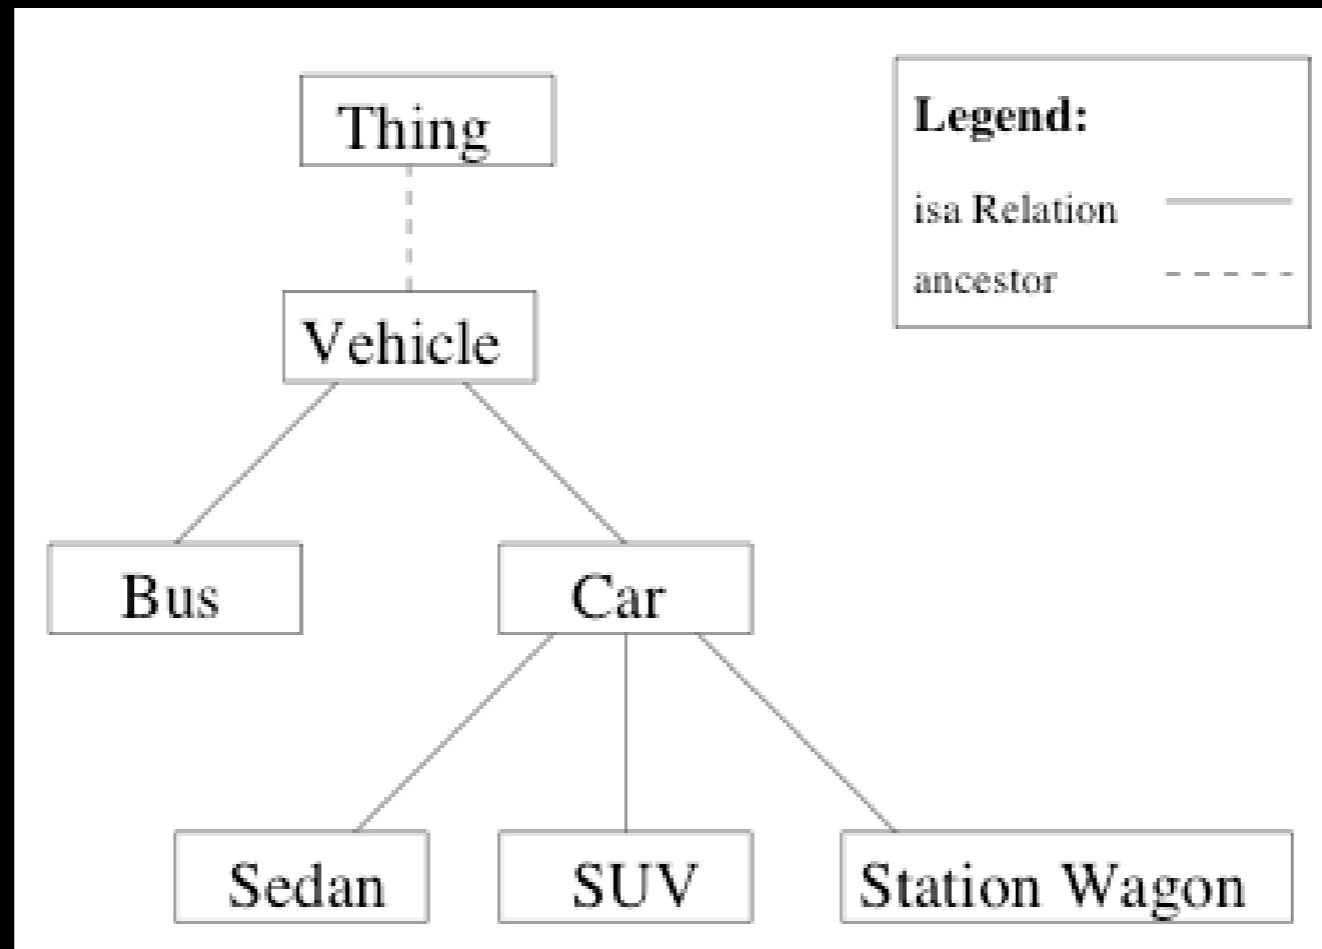 Thing
Legend:
isa Relation
ancestor
Vehicle
Bus
Car
Sedan
SUV
Station Wagon